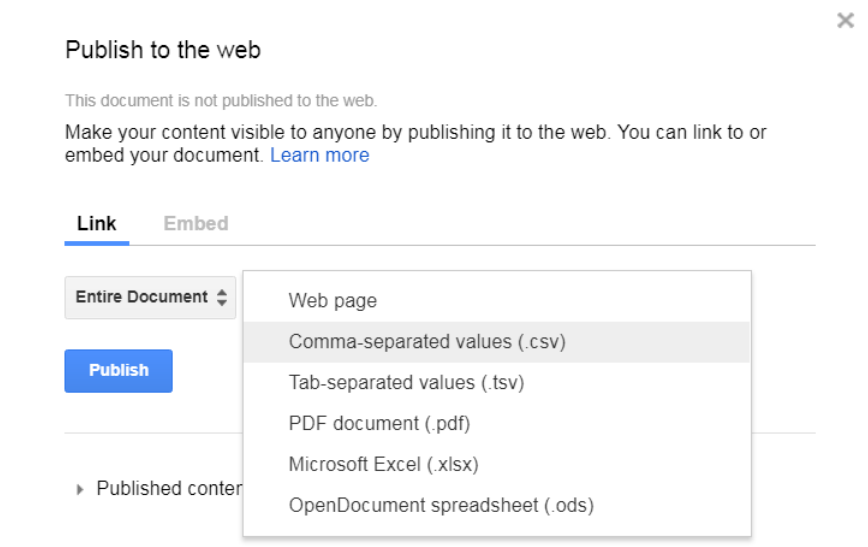 Publish to the web
This document is not published to the web.
Make your content visible to anyone by publishing it to the web. You can link to or
embed your document. Learn more
Link Embed
Entire Document
Web page
Comma-separated values (.csv)
Publish
Tab-separated values (.tsv)
PDF document (.pdf)
Microsoft Excel (.xlsx)
Published
OpenDocument spreadsheet (.ods)